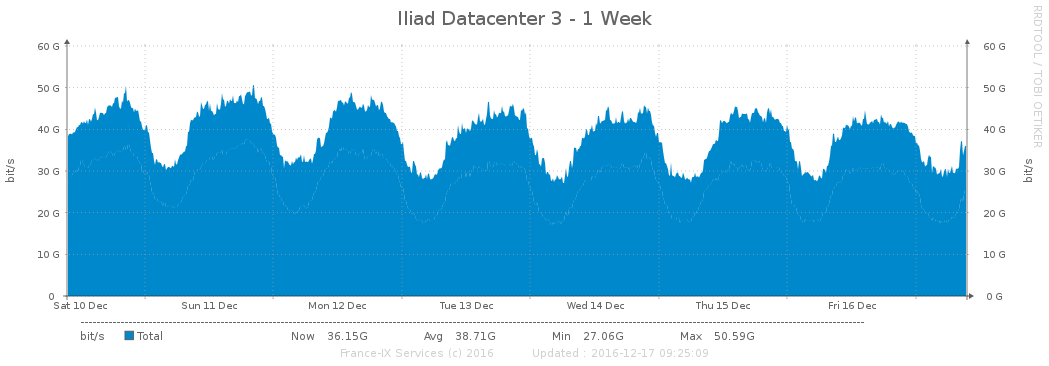 Iliad Datacenter 3 - 1 Week
RRDTOOL / TOBI OETIKER
60 G 60 G
50 G 50 G
40 G 40 G
30 G 30 G
20 G 20 G
10 G 10 G
0 0 G
bit/s bit/s
Sat 10 Dec Sun 11 Dec Mon 12 Dec Tue 13 Dec Wed 14 Dec Thu 15 Dec Fri 16 Dec
bit/s Total Now 36.15G Avg 38.71G Min 27.06G Max 50.59G
France-IX Services (c) 2016 Updated : 2016-12-17 09:25:09